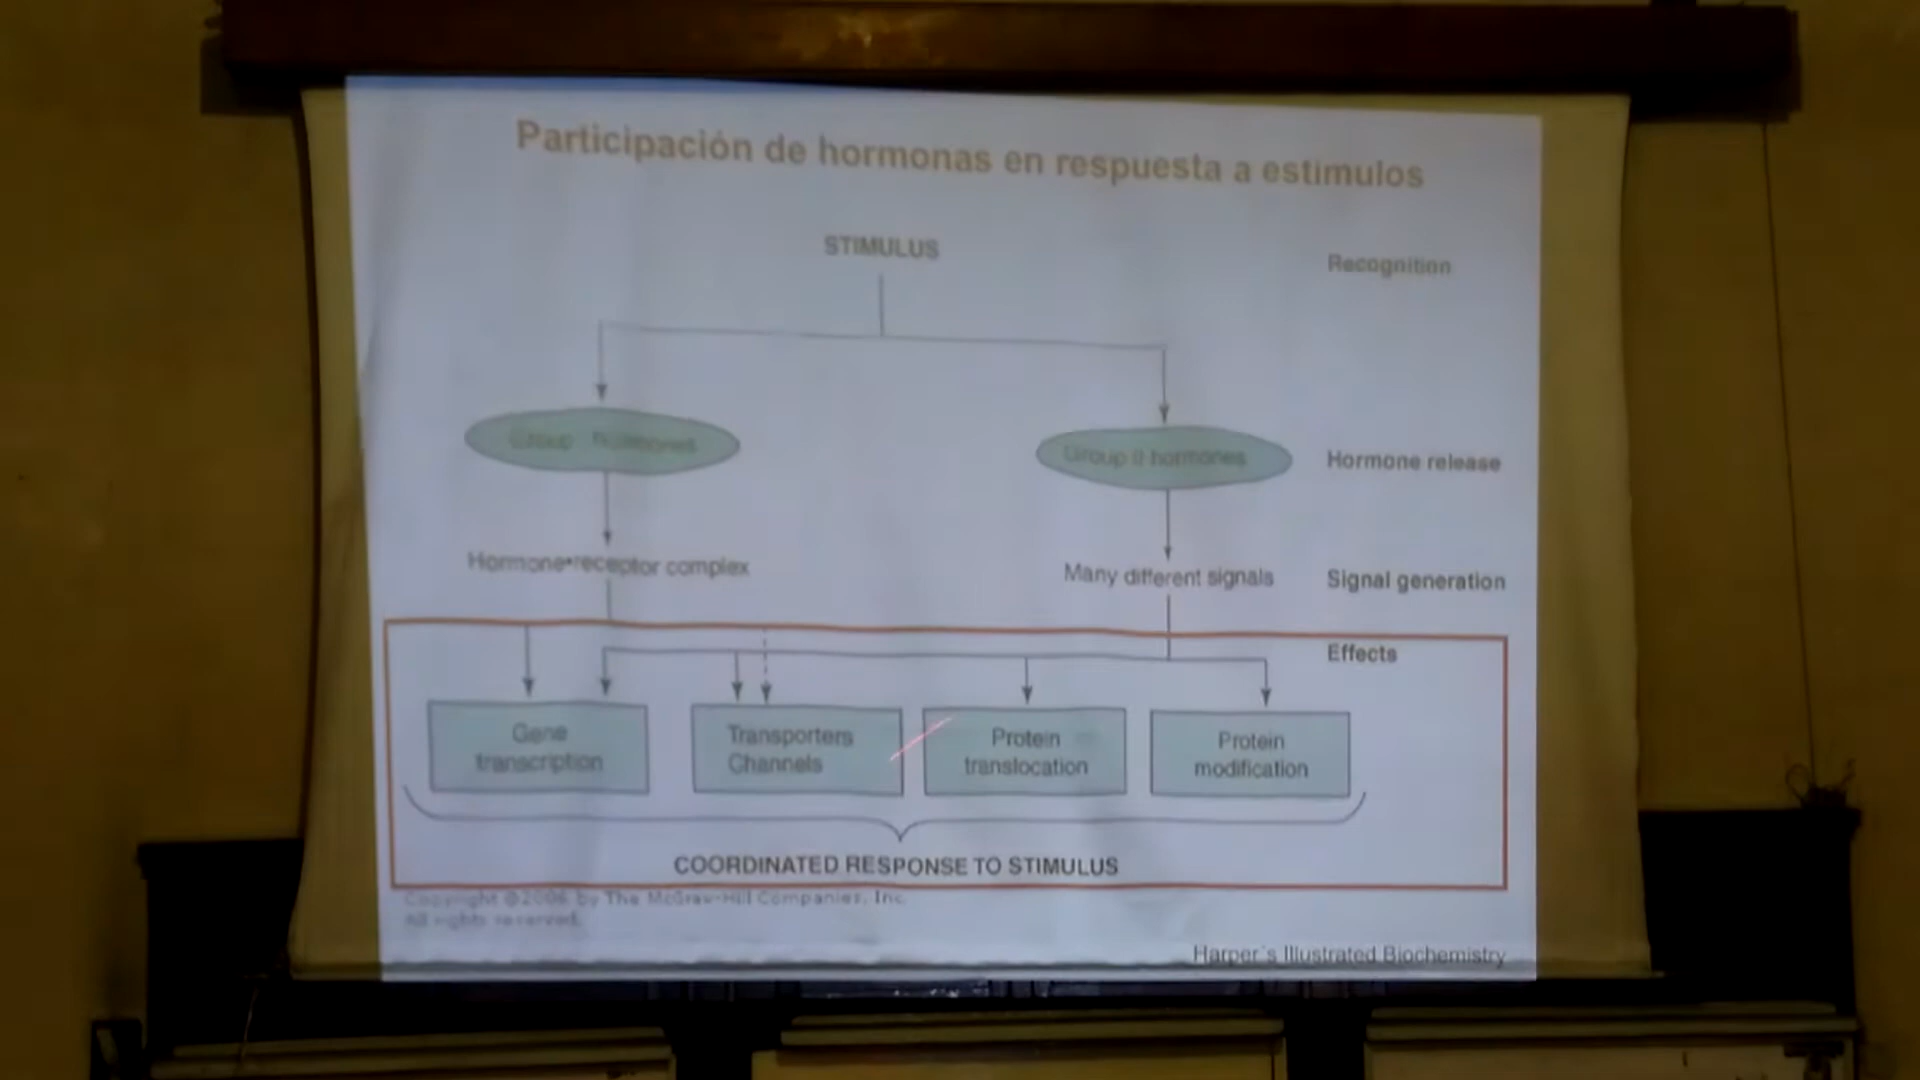 Participación de hormonas en respuesta a estímulos
STIMULUS
Recognition
Group hormones
Group II hormones
Hormone release
Hormone•receptor complex
Many different signals
Signal generation
Effects
Gene
transcription
Transporters
Channels
Protein
translocation
Protein
modification
COORDINATED RESPONSE TO STIMULUS
Copyright ©2006 by The McGraw-Hill Companies, Inc.
All rights reserved.
Harper´s Illustrated Biochemistry